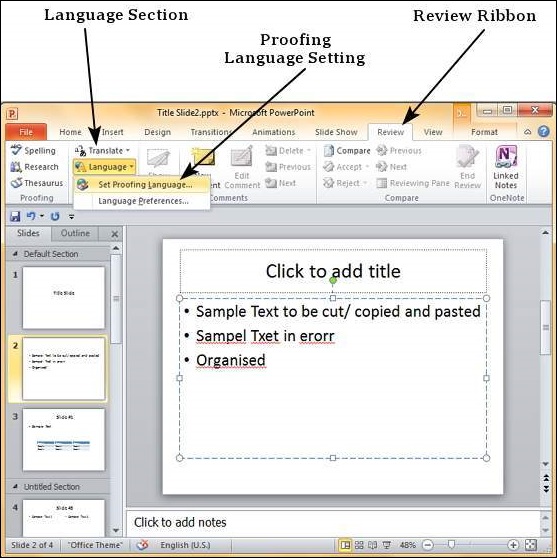 Language Section
Review Ribbon
Proofing
Language Setting
Title Slide2.pptx - Microsoft PowerPoint
File Home Insert Design Transitions Animations Slide Show Review View Format
Spelling
Research
Thesaurus
Proofing
Translate
Language
Set Proofing Language...
Language Preferences...
Edit
Comment
Delete
Previous
Next
Comments
Compare
Accept
Reject
Previous
Next
Reviewing Pane
Compare
End
Review
Linked
Notes
OneNote
Slides Outline
Default Section
1
Title Slide
2
Sample Text to be cut/ copied and pasted
Sampel Txet in erorr
Organised
3
Slide #1
Sample Text
Untitled Section
4
Click to add title
• Sample Text to be cut/ copied and pasted
• Sampel Txet in erorr
• Organised
Click to add notes
Slide 2 of 4 "Office Theme" English (U.S.) 48%